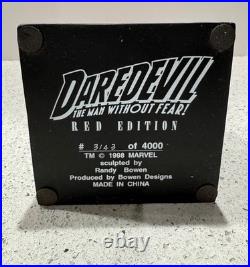 DAREDEVIL
THE MAN WITHOUT FEAR!
RED EDITION
# 3143 of 4000
TM © 1998 MARVEL
sculpted by
Randy Bowen
Produced by Bowen Designs
MADE IN CHINA